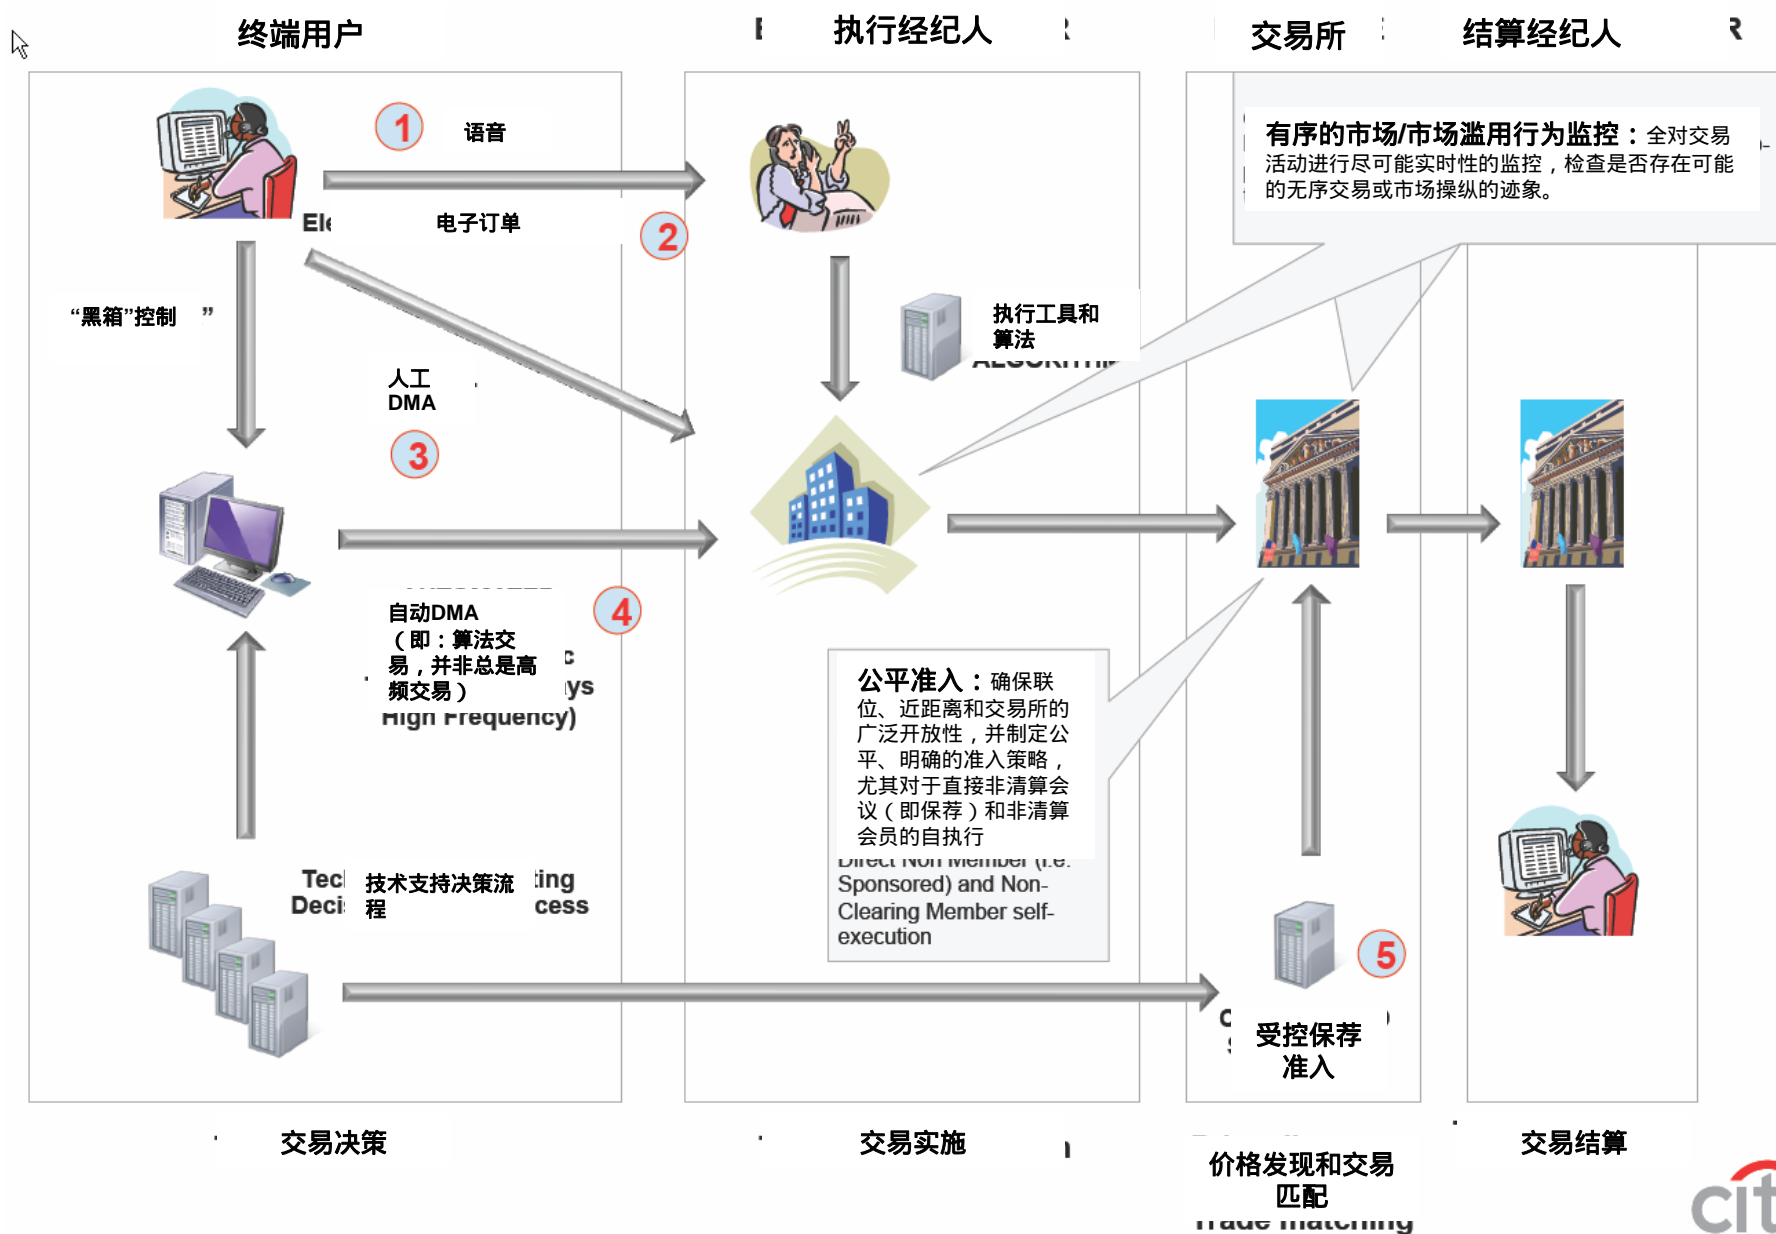 终端用户
执行经纪人
交易所
结算经纪人
R
1
语音
有序的市场/市场滥用行为监控：全对交易
活动进行尽可能实时性的监控，检查是否存在可能
的无序交易或市场操纵的迹象。
电子订单
2
“黑箱”控制 ”
执行工具和
算法
ALGORITHM
人工
DMA
3
自动DMA
（即：算法交
易，并非总是高
频交易）
ys
High Frequency)
4
公平准入：确保联
位、近距离和交易所的
广泛开放性，并制定公
平、明确的准入策略，
尤其对于直接非清算会
议（即保荐）和非清算
会员的自执行
Direct Non Member (i.e.
Sponsored) and Non-
Clearing Member self-
execution
技术支持决策流
程
5
受控保荐
准入
交易决策
交易实施
价格发现和交易
匹配
Trade matching
交易结算
cit